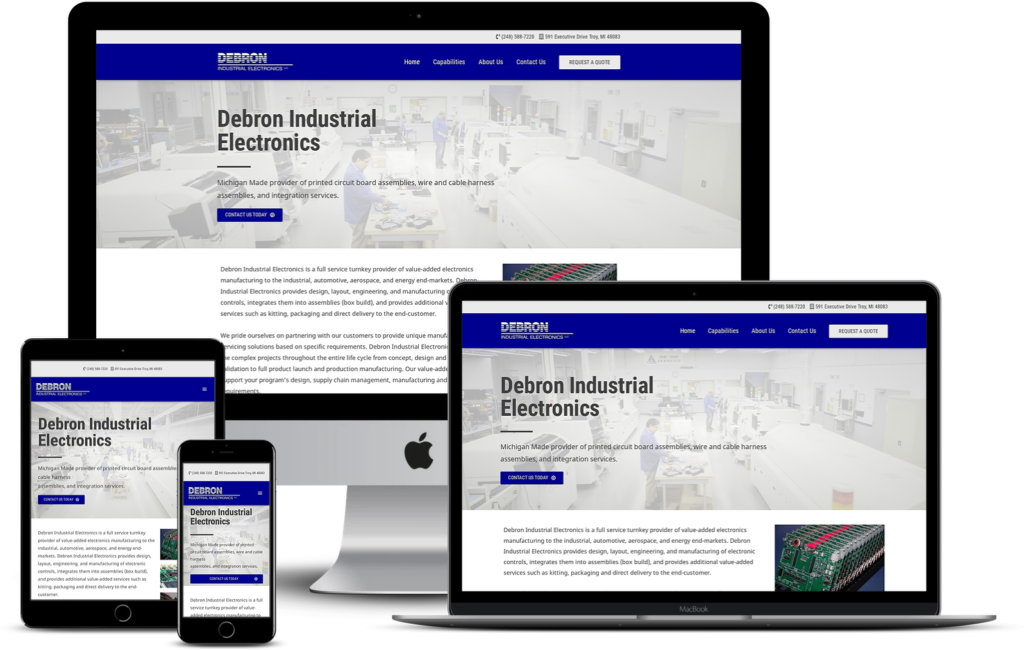 (248) 588-7220 591 Executive Drive Troy, MI 48083
DEBRON
INDUSTRIAL ELECTRONICS
Home Capabilities About Us Contact Us REQUEST A QUOTE
Debron Industrial
Electronics
Michigan Made provider of printed circuit board assemblies, wire and cable harness
assemblies, and integration services.
CONTACT US TODAY
Debron Industrial Electronics is a full service turnkey provider of value-added electronics
manufacturing to the industrial, automotive, aerospace, and energy end-markets. Debron
Industrial Electronics provides design, layout, engineering, and manufacturing
controls, integrates them into assemblies (box build), and provides additional
services such as kitting, packaging and direct delivery to the end-customer.
We pride ourselves on partnering with our customers to provide unique
servicing solutions based on specific requirements. Debron Industrial
complex projects throughout the entire life cycle from concept, design and
validation to full product launch and production manufacturing. Our
support your program's design, supply chain management, manufacturing and
requirements.
(248) 588-7220 591 Executive Drive Troy, MI 48083
DEBRON
INDUSTRIAL ELECTRONICS
Home Capabilities About Us Contact Us REQUEST A QUOTE
Debron Industrial
Electronics
Michigan Made provider of printed circuit board assemblies, wire and cable harness
assemblies, and integration services.
CONTACT US TODAY
Debron Industrial Electronics is a full service turnkey provider of value-added electronics
manufacturing to the industrial, automotive, aerospace, and energy end-markets. Debron
Industrial Electronics provides design, layout, engineering, and manufacturing of electronic
controls, integrates them into assemblies (box build), and provides additional value-added
services such as kitting, packaging and direct delivery to the end-customer.
MacBook
(248) 588-7220 591 Executive Drive Troy, MI 48083
DEBRON
INDUSTRIAL ELECTRONICS
Debron Industrial
Electronics
Michigan Made provider of printed circuit board assemblies
cable harness
assemblies, and integration services.
CONTACT US TODAY
Debron Industrial Electronics is a full service turnkey
provider of value-added electronics manufacturing to the
industrial, automotive, aerospace, and energy end-
markets. Debron Industrial Electronics provides design,
layout, engineering, and manufacturing of electronic
controls, integrates them into assemblies (box build),
and provides additional value-added services such as
kitting, packaging and direct delivery to the end-
customer.
(248) 588-7220 591 Executive Drive Troy, MI 48083
DEBRON
INDUSTRIAL ELECTRONICS
Debron Industrial
Electronics
Michigan Made provider of printed
circuit board assemblies, wire and cable
harness
assemblies, and integration services.
CONTACT US TODAY
Debron Industrial Electronics is a full
service turnkey provider of value-
added electronics manufacturing to